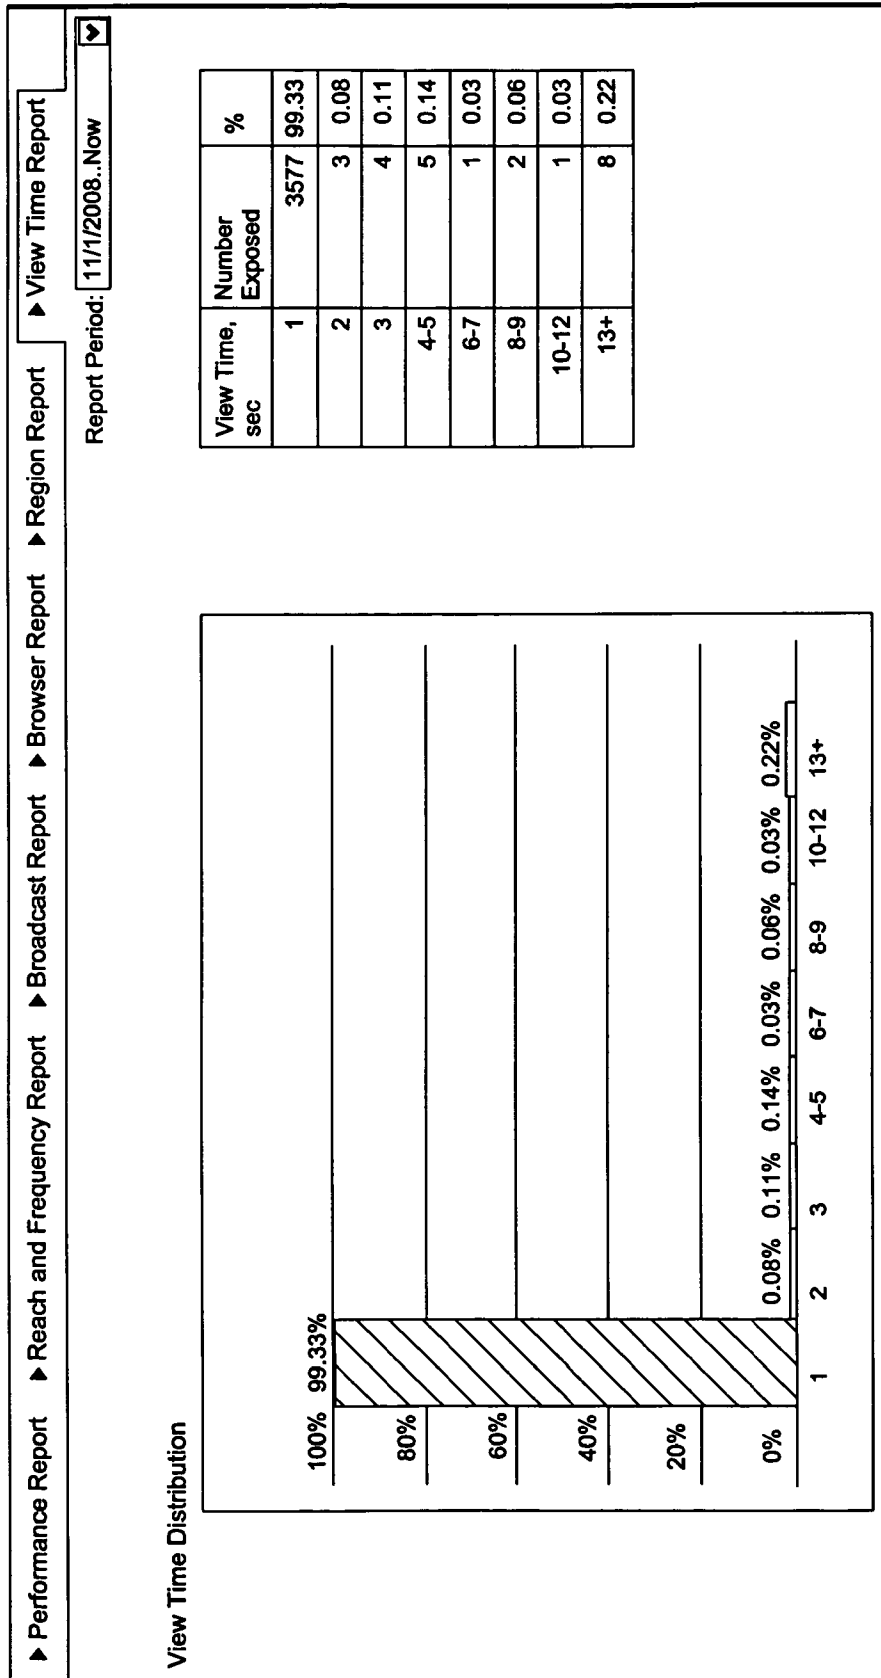 ▶ Performance Report ▶ Reach and Frequency Report ▶ Broadcast Report ▶ Browser Report ▶ Region Report ▶ View Time Report
Report Period: 11/1/2008..Now
View Time Distribution
100% 99.33%
80%
60%
40%
20%
0%
0.08% 0.11% 0.14% 0.03% 0.06% 0.03% 0.22%
1 2 3 4-5 6-7 8-9 10-12 13+
View Time, sec Number Exposed %
1 3577 99.33
2 3 0.08
3 4 0.11
4-5 5 0.14
6-7 1 0.03
8-9 2 0.06
10-12 1 0.03
13+ 8 0.22